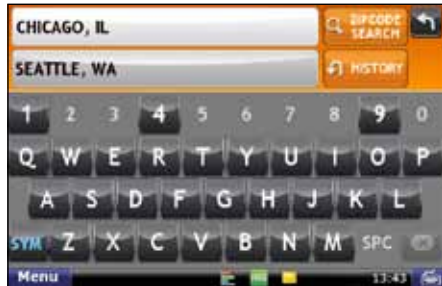 CHICAGO, IL
ZIPCODE SEARCH
SEATTLE, WA
HISTORY
1 2 3 4 5 6 7 8 9 0
Q W E R T Y U I O P
A S D F G H J K L
SYM Z X C V B N M SPC
Menu 13:43